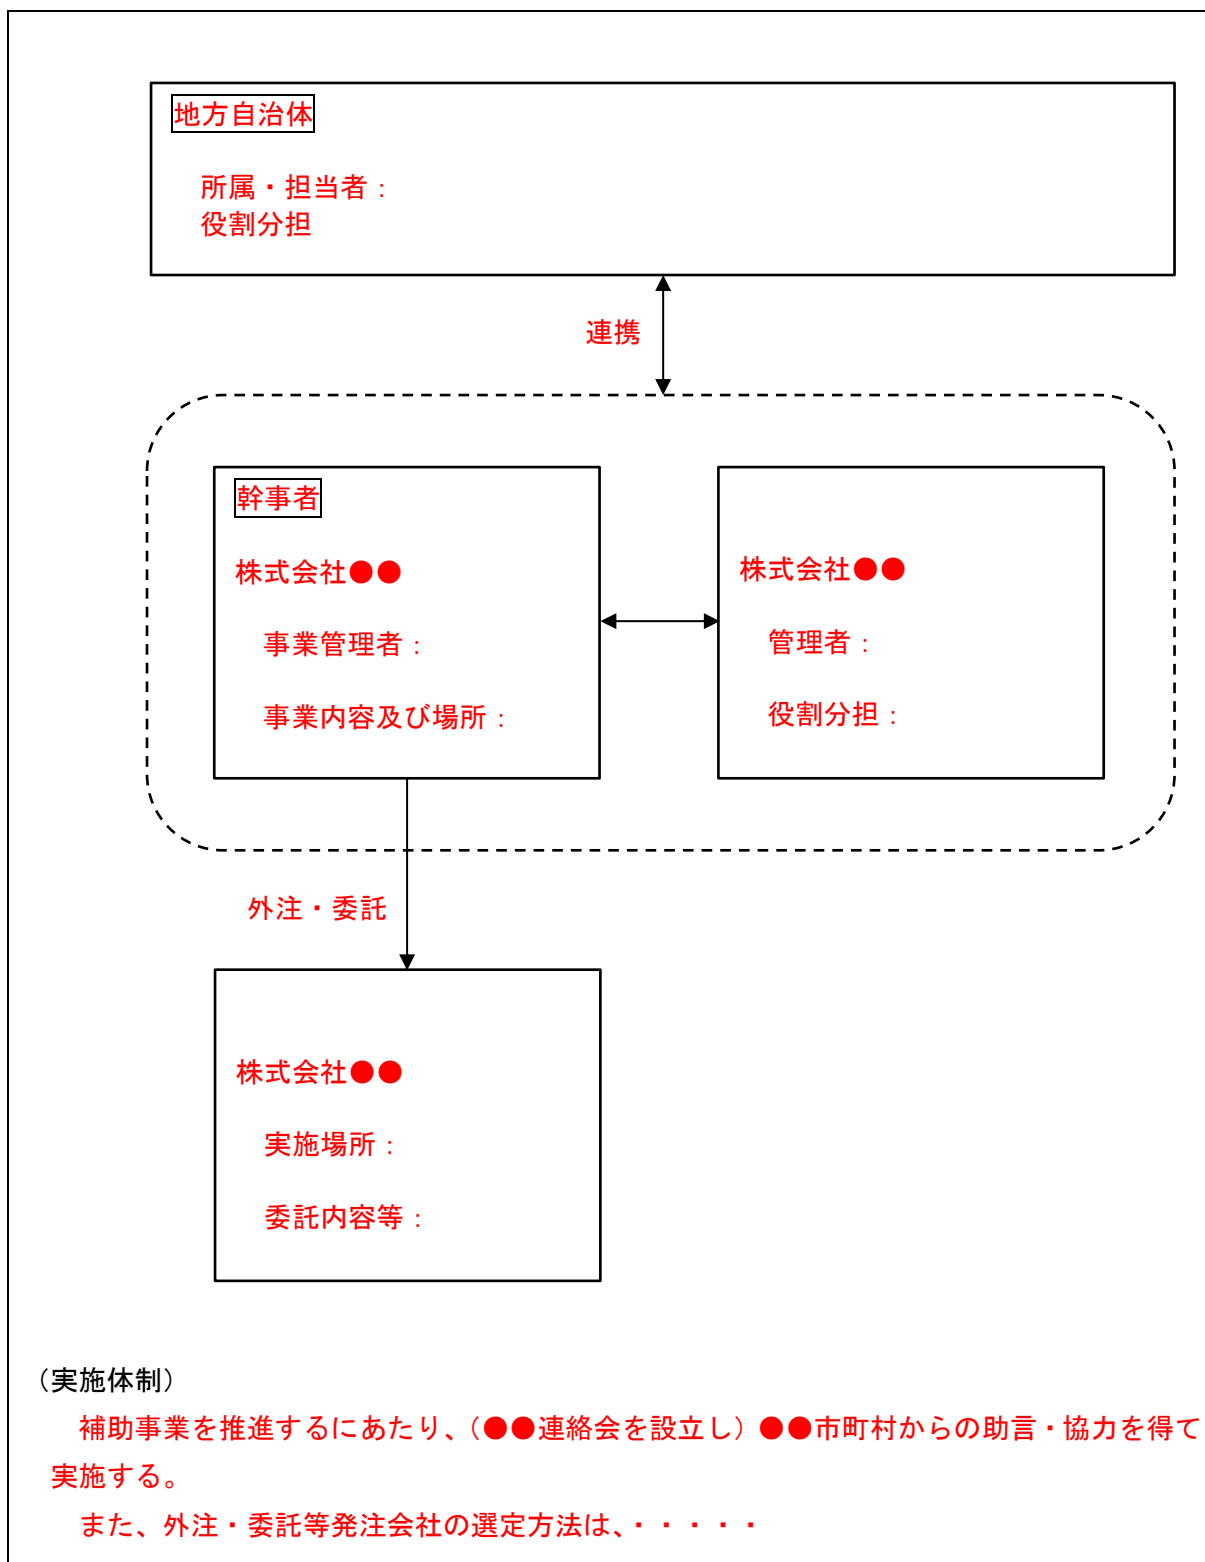 地方自治体
所属・担当者：
役割分担
連携
幹事者
株式会社●●
事業管理者：
事業内容及び場所：
株式会社●●
管理者：
役割分担：
外注・委託
株式会社●●
実施場所：
委託内容等：
（実施体制）
補助事業を推進するにあたり、（●●連絡会を設立し）●●市町村からの助言・協力を得て
実施する。
また、外注・委託等発注会社の選定方法は、・・・・・